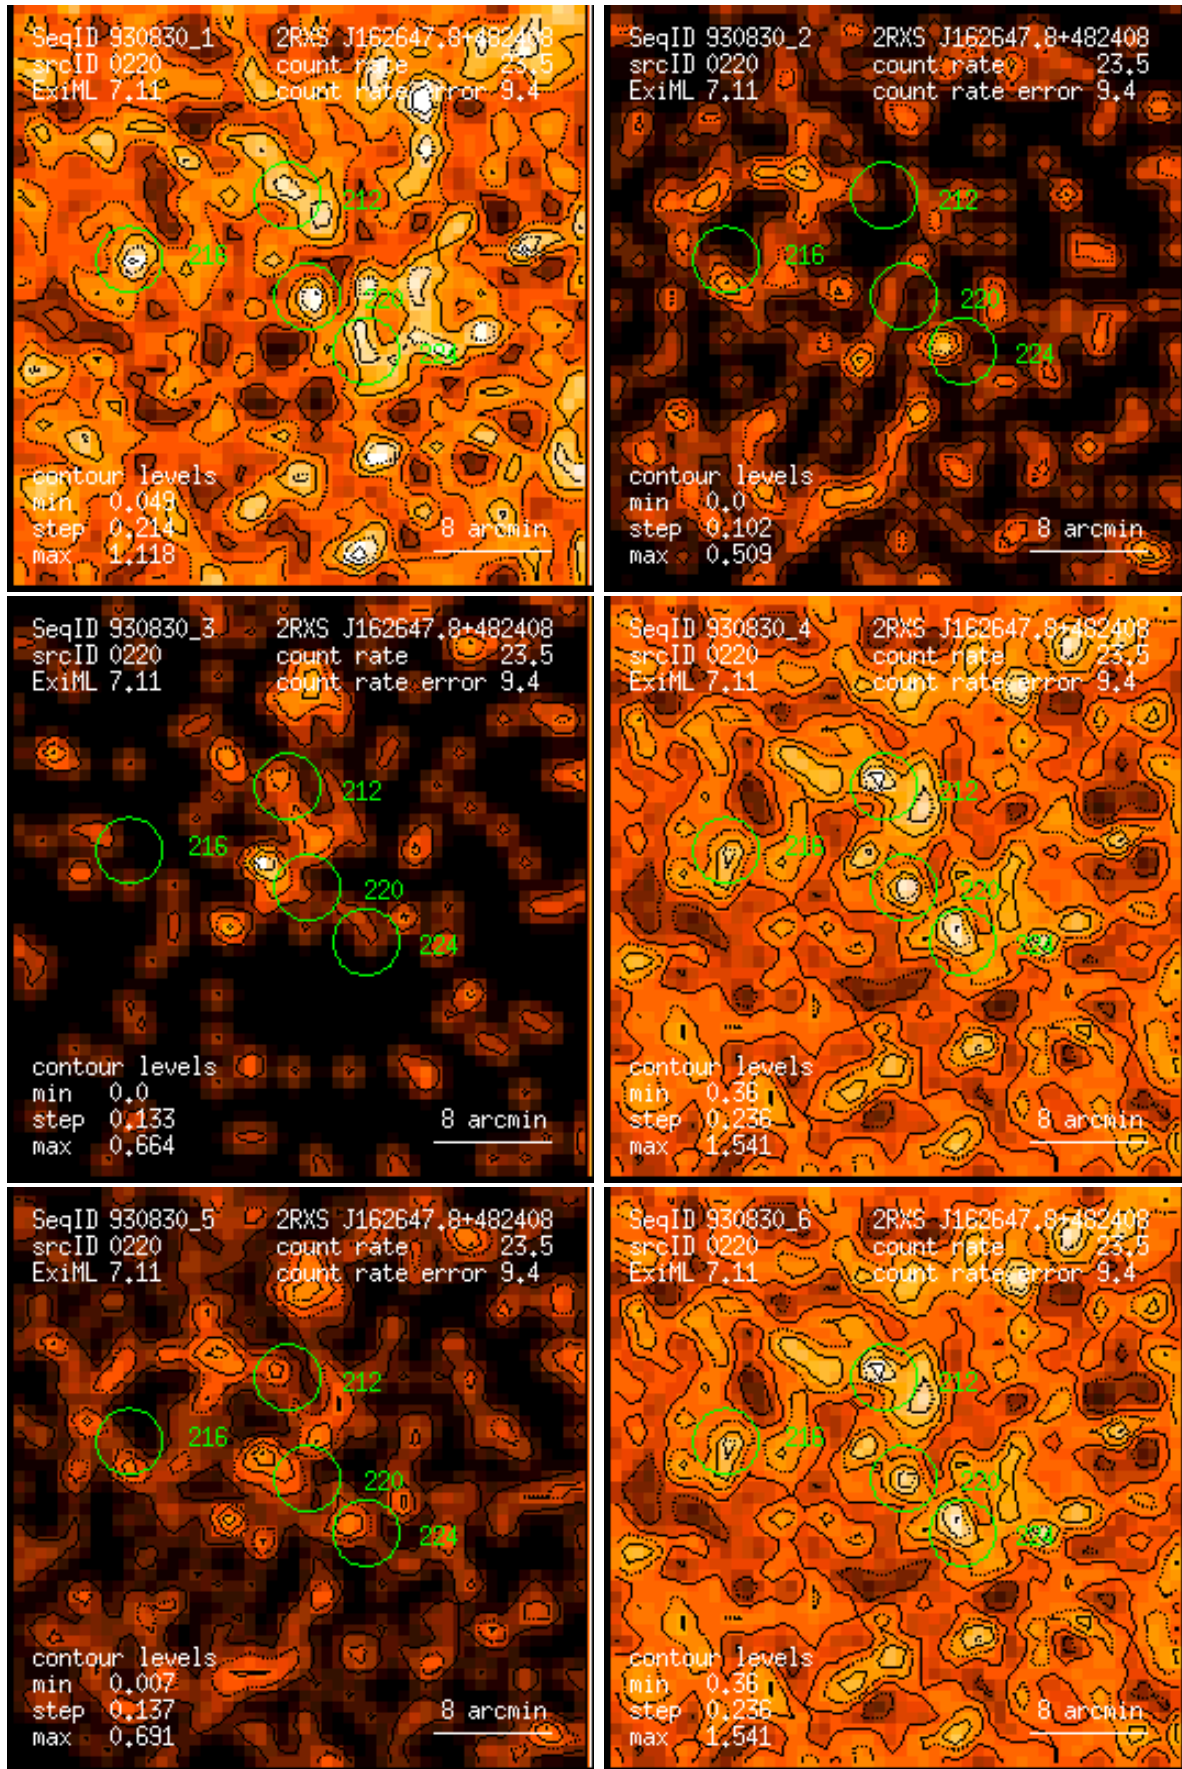 SeqID 930830_1 2RXS J162647.8+482408
srcID 0220 count rate 23.5
ExiML 7.11 count rate error 9.4
212
216
220
224
contour levels
min 0.049
step 0.214 8 arcmin
max 1.118
SeqID 930830_2 2RXS J162647.8+482408
srcID 0220 count rate 23.5
ExiML 7.11 count rate error 9.4
212
216
220
224
contour levels
min 0.0
step 0.102 8 arcmin
max 0.509
SeqID 930830_3 2RXS J162647.8+482408
srcID 0220 count rate 23.5
ExiML 7.11 count rate error 9.4
212
216
220
224
contour levels
min 0.0
step 0.133 8 arcmin
max 0.664
SeqID 930830_4 2RXS J162647.8+482408
srcID 0220 count rate 23.5
ExiML 7.11 count rate error 9.4
212
216
220
224
contour levels
min 0.36
step 0.236 8 arcmin
max 1.541
SeqID 930830_5 2RXS J162647.8+482408
srcID 0220 count rate 23.5
ExiML 7.11 count rate error 9.4
212
216
220
224
contour levels
min 0.007
step 0.137 8 arcmin
max 0.691
SeqID 930830_6 2RXS J162647.8+482408
srcID 0220 count rate 23.5
ExiML 7.11 count rate error 9.4
212
216
220
224
contour levels
min 0.36
step 0.236 8 arcmin
max 1.541